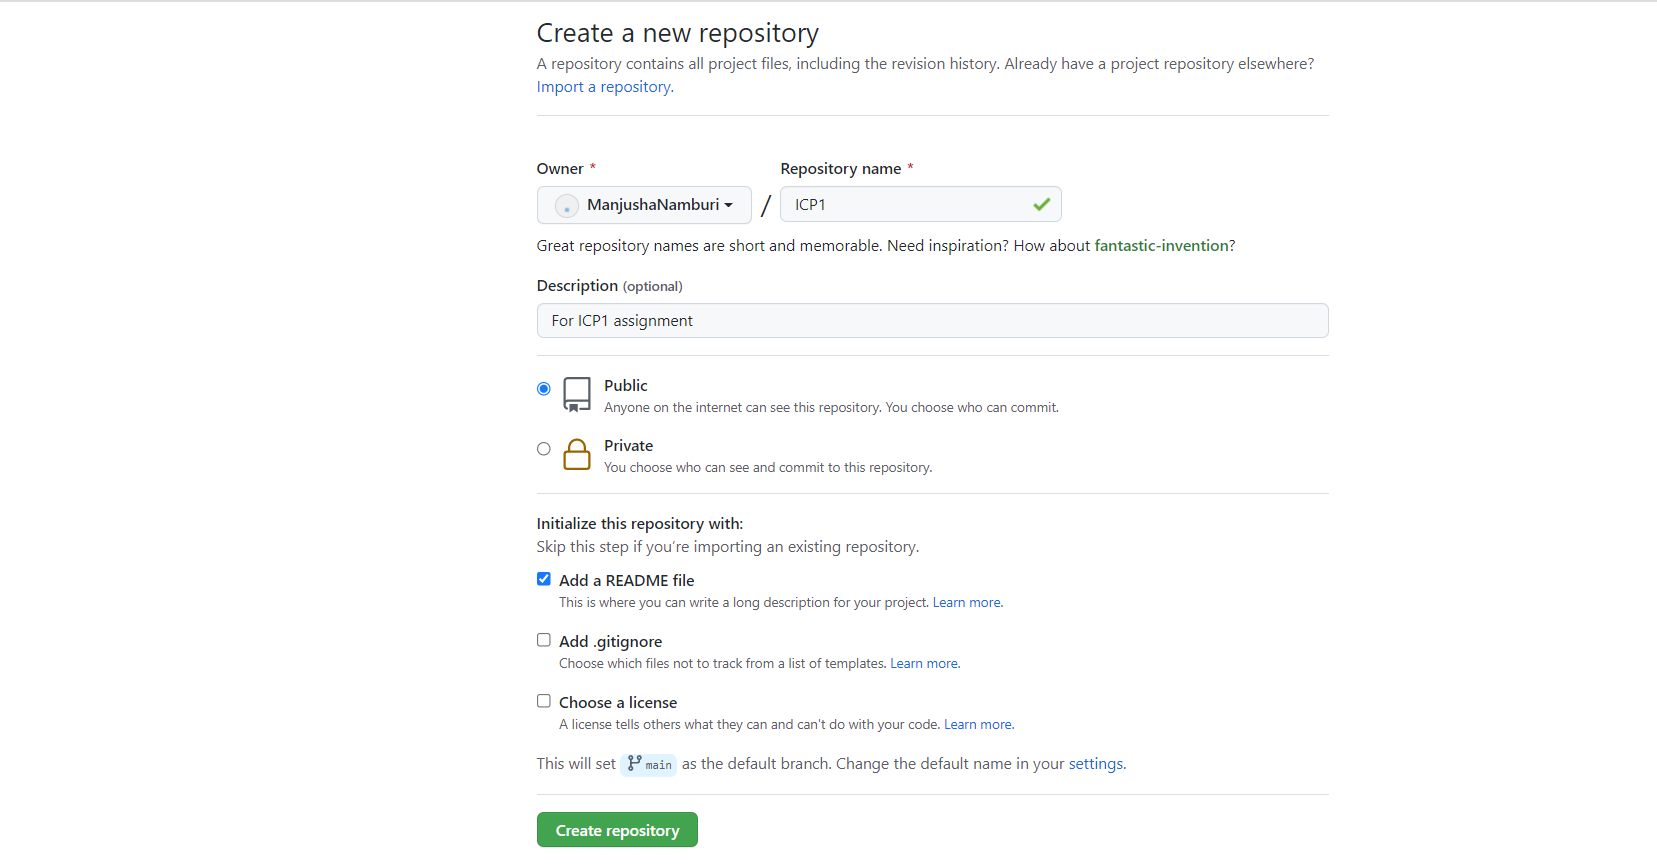 Create a new repository
A repository contains all project files, including the revision history. Already have a project repository elsewhere?
Import a repository.
Owner *
Repository name *
ManjushaNamburi
/
ICP1
Great repository names are short and memorable. Need inspiration? How about fantastic-invention?
Description (optional)
For ICP1 assignment
Public
Anyone on the internet can see this repository. You choose who can commit.
Private
You choose who can see and commit to this repository.
Initialize this repository with:
Skip this step if you’re importing an existing repository.
Add a README file
This is where you can write a long description for your project. Learn more.
Add .gitignore
Choose which files not to track from a list of templates. Learn more.
Choose a license
A license tells others what they can and can't do with your code. Learn more.
This will set main as the default branch. Change the default name in your settings.
Create repository